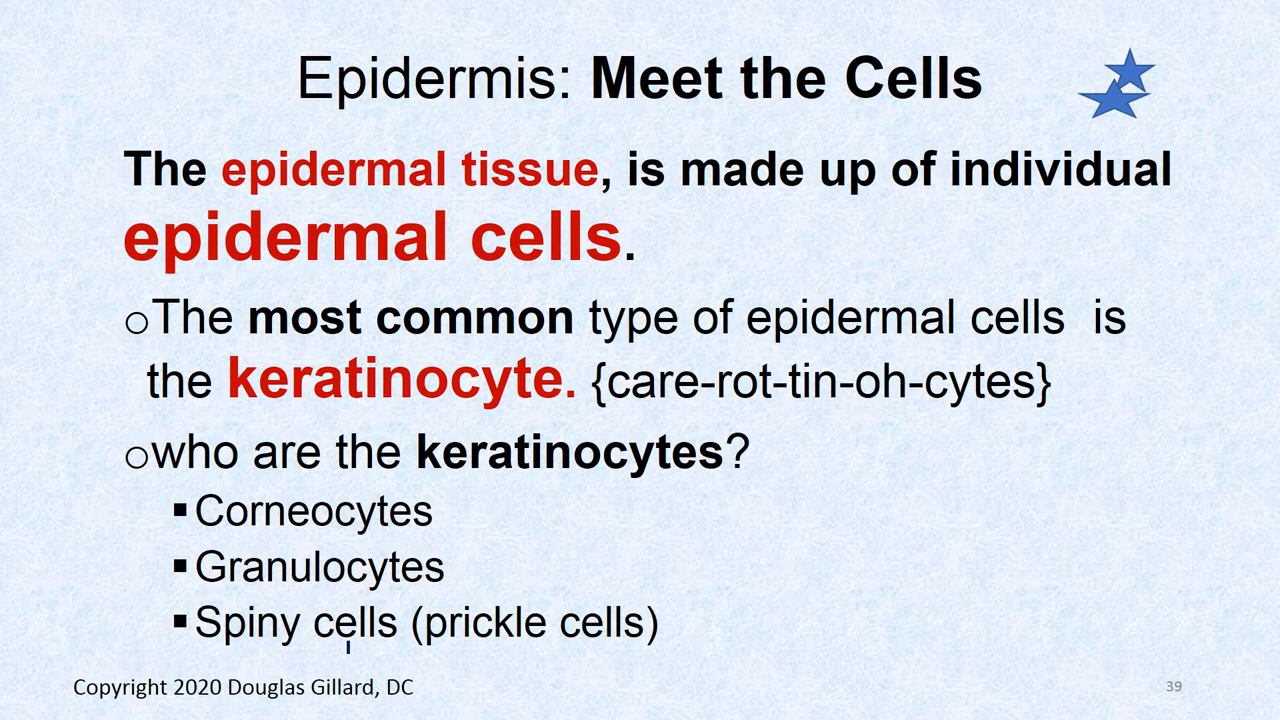 Epidermis: Meet the Cells
The epidermal tissue, is made up of individual
epidermal cells.
oThe most common type of epidermal cells is
the keratinocyte. {care-rot-tin-oh-cytes}
owho are the keratinocytes?
▪Corneocytes
▪Granulocytes
▪Spiny cells (prickle cells)
Copyright 2020 Douglas Gillard, DC
39